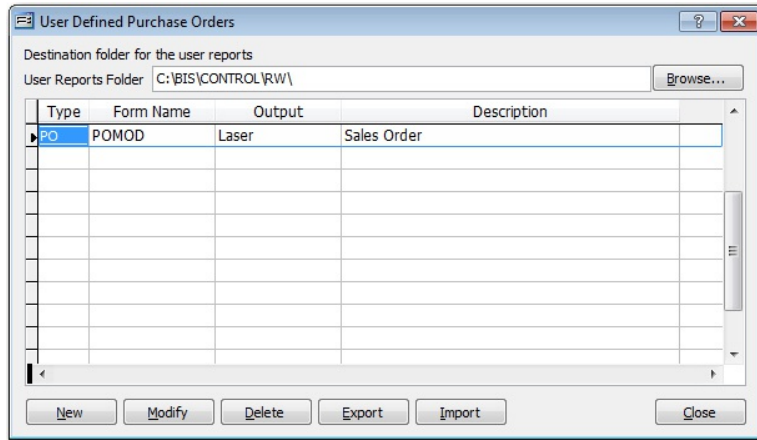 User Defined Purchase Orders
Destination folder for the user reports
User Reports Folder C:\BIS\CONTROL\RW\ Browse...
Type Form Name Output Description
PO POMOD Laser Sales Order
New Modify Delete Export Import Close